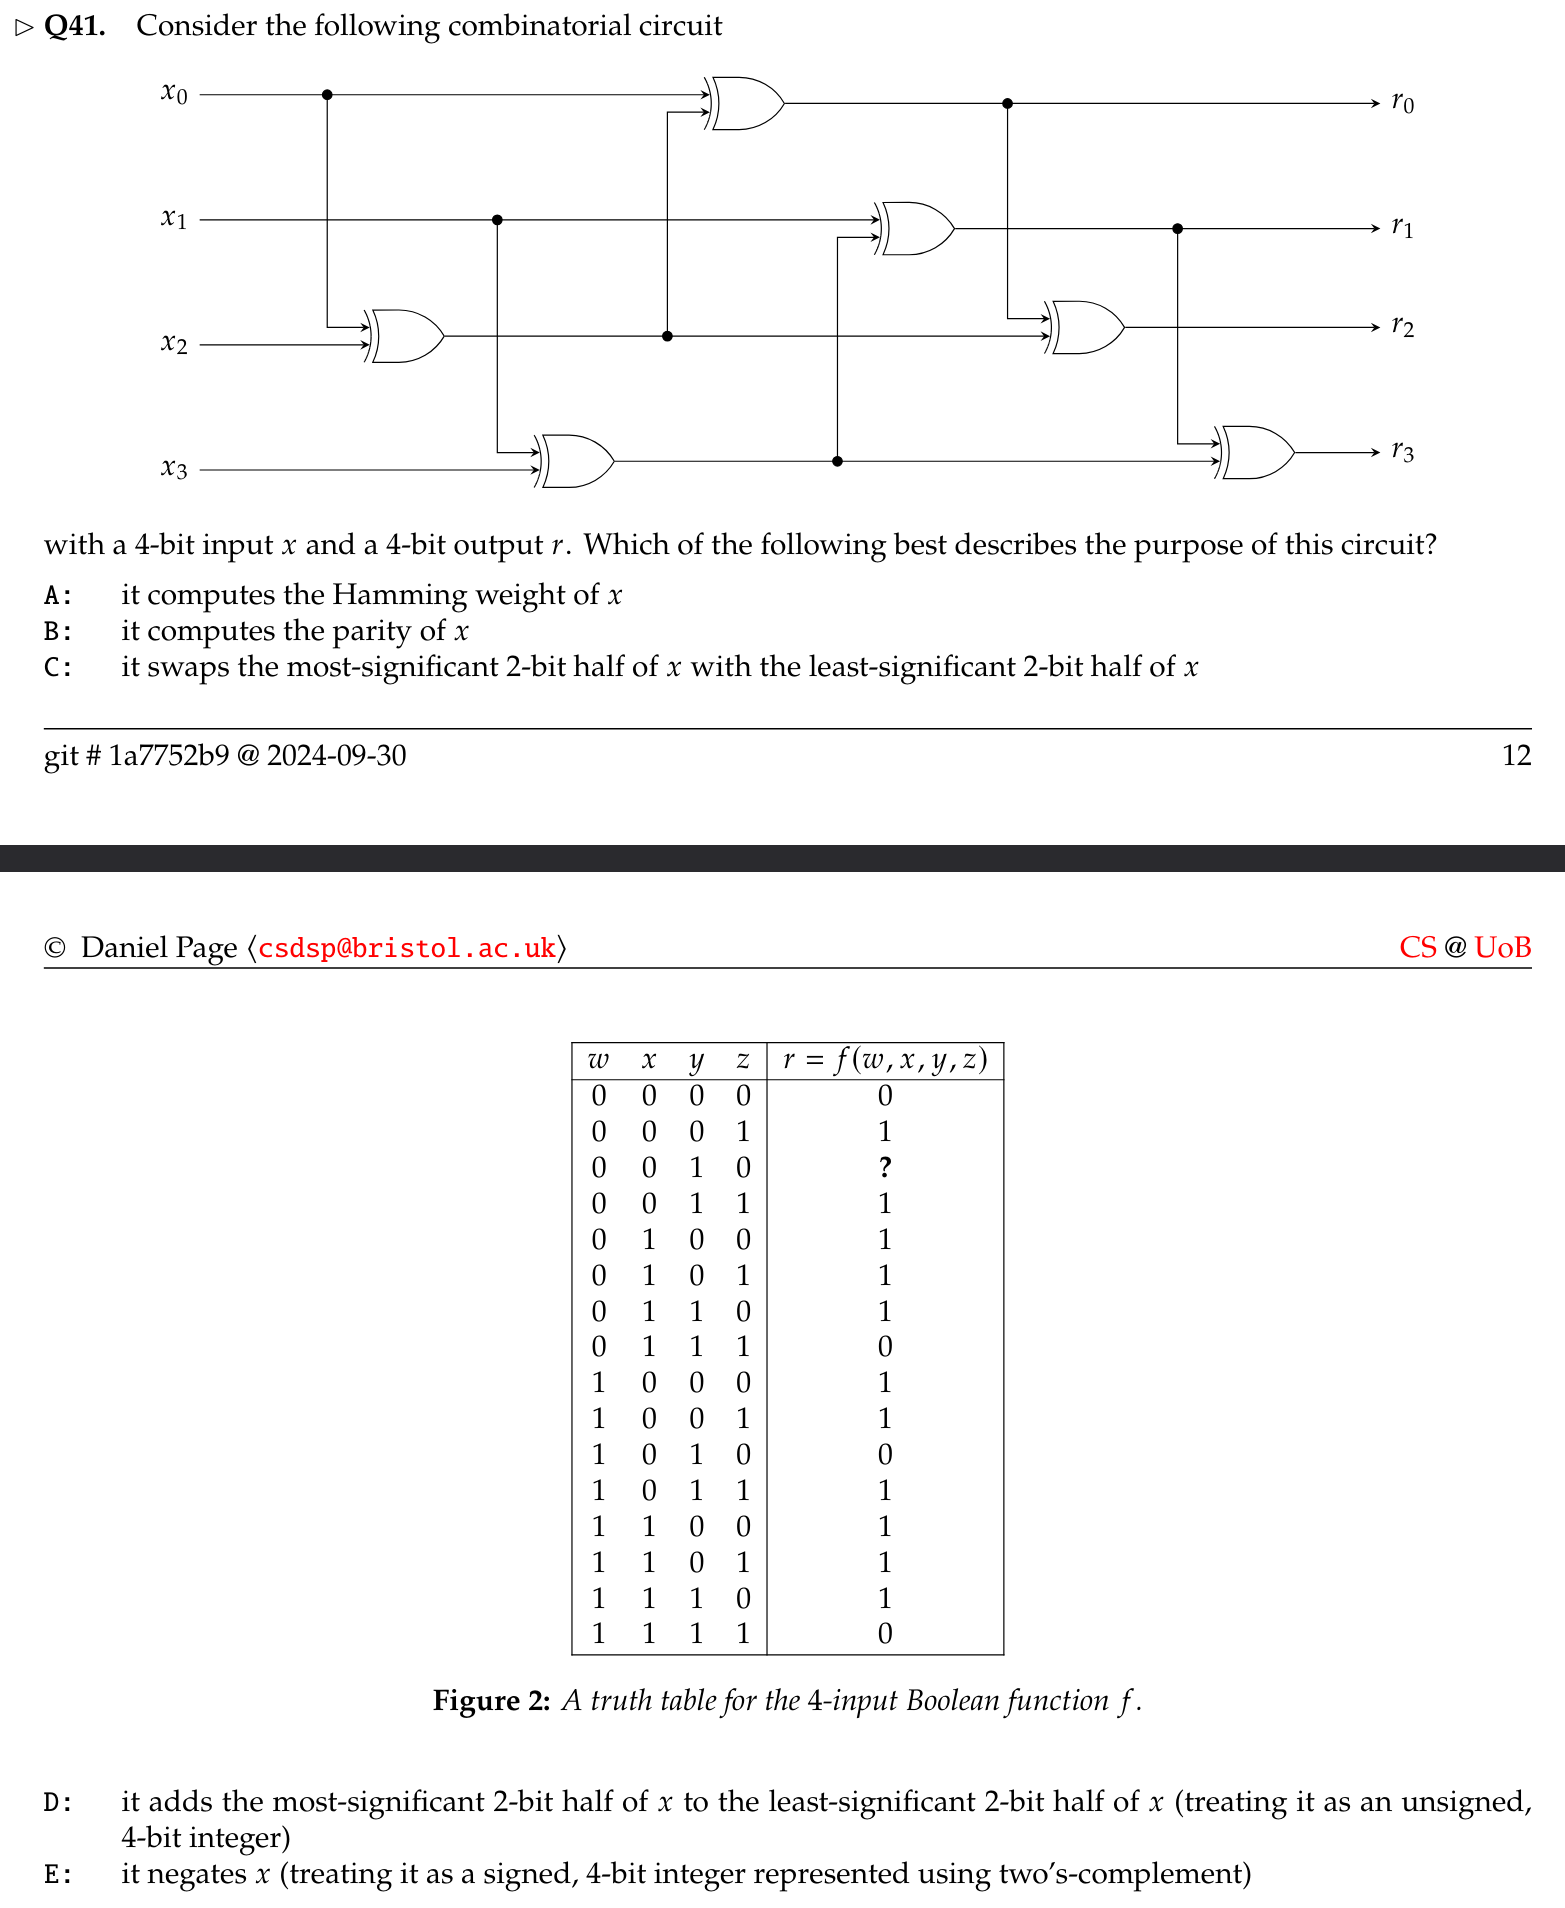 ▷ Q41. Consider the following combinatorial circuit
x0
r0
x1
r1
x2
r2
x3
r3
with a 4-bit input x and a 4-bit output r. Which of the following best describes the purpose of this circuit?
A: it computes the Hamming weight of x
B: it computes the parity of x
C: it swaps the most-significant 2-bit half of x with the least-significant 2-bit half of x
git # 1a7752b9 @ 2024-09-30 12
© Daniel Page ⟨csdsp@bristol.ac.uk⟩ CS @ UoB
w x y z r = f(w, x, y, z)
0 0 0 0 0
0 0 0 1 1
0 0 1 0 ?
0 0 1 1 1
0 1 0 0 1
0 1 0 1 1
0 1 1 0 1
0 1 1 1 0
1 0 0 0 1
1 0 0 1 1
1 0 1 0 0
1 0 1 1 1
1 1 0 0 1
1 1 0 1 1
1 1 1 0 1
1 1 1 1 0
Figure 2: A truth table for the 4-input Boolean function f.
D: it adds the most-significant 2-bit half of x to the least-significant 2-bit half of x (treating it as an unsigned,
4-bit integer)
E: it negates x (treating it as a signed, 4-bit integer represented using two's-complement)